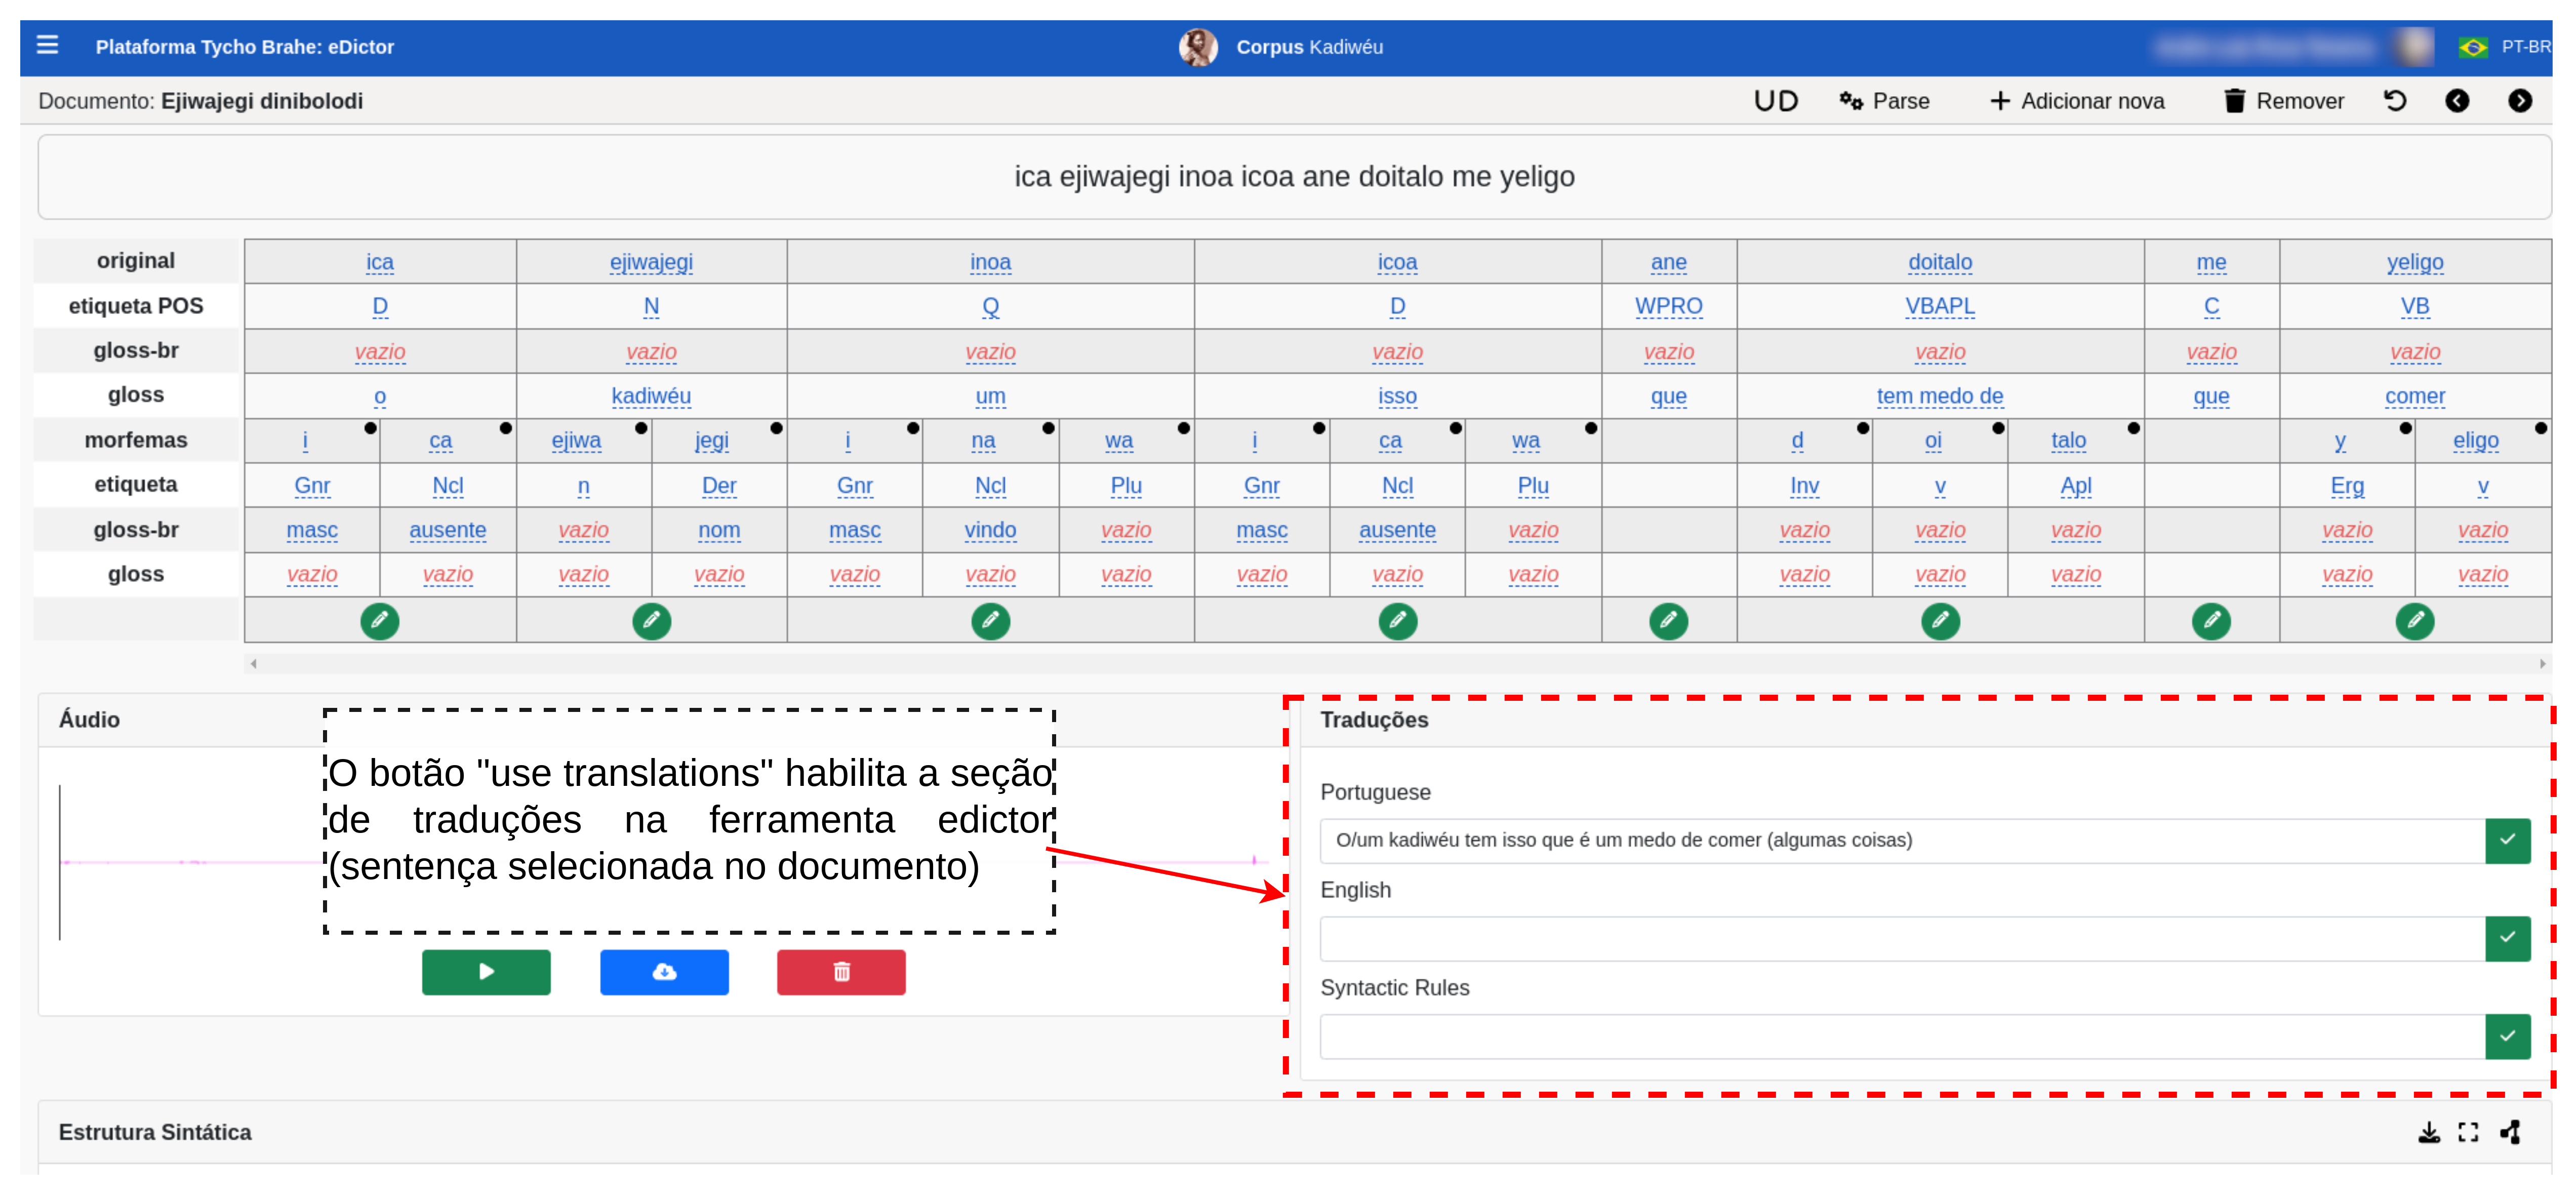 Plataforma Tycho Brahe: eDictor Corpus Kadiwéu PT-BR
Documento: Ejiwajegi dinibolodi UD Parse Adicionar nova Remover
ica ejiwajegi inoa icoa ane doitalo me yeligo
original ica ejiwajegi inoa icoa ane doitalo me yeligo
etiqueta POS D N Q D WPRO VBAPL C VB
gloss-br vazio vazio vazio vazio vazio vazio vazio vazio
gloss o kadiwéu um isso que tem medo de que comer
morfemas i ca ejiwa jegi i na wa i ca wa d oi talo y eligo
etiqueta Gnr Ncl n Der Gnr Ncl Plu Gnr Ncl Plu Inv v Apl Erg v
gloss-br masc ausente vazio nom masc vindo vazio masc ausente vazio vazio vazio vazio vazio vazio
gloss vazio vazio vazio vazio vazio vazio vazio vazio vazio vazio vazio vazio vazio vazio vazio
Áudio
O botão "use translations" habilita a seção
de traduções na ferramenta edictor
(sentença selecionada no documento)
Traduções
Portuguese
O/um kadiwéu tem isso que é um medo de comer (algumas coisas)
English
Syntactic Rules
Estrutura Sintática